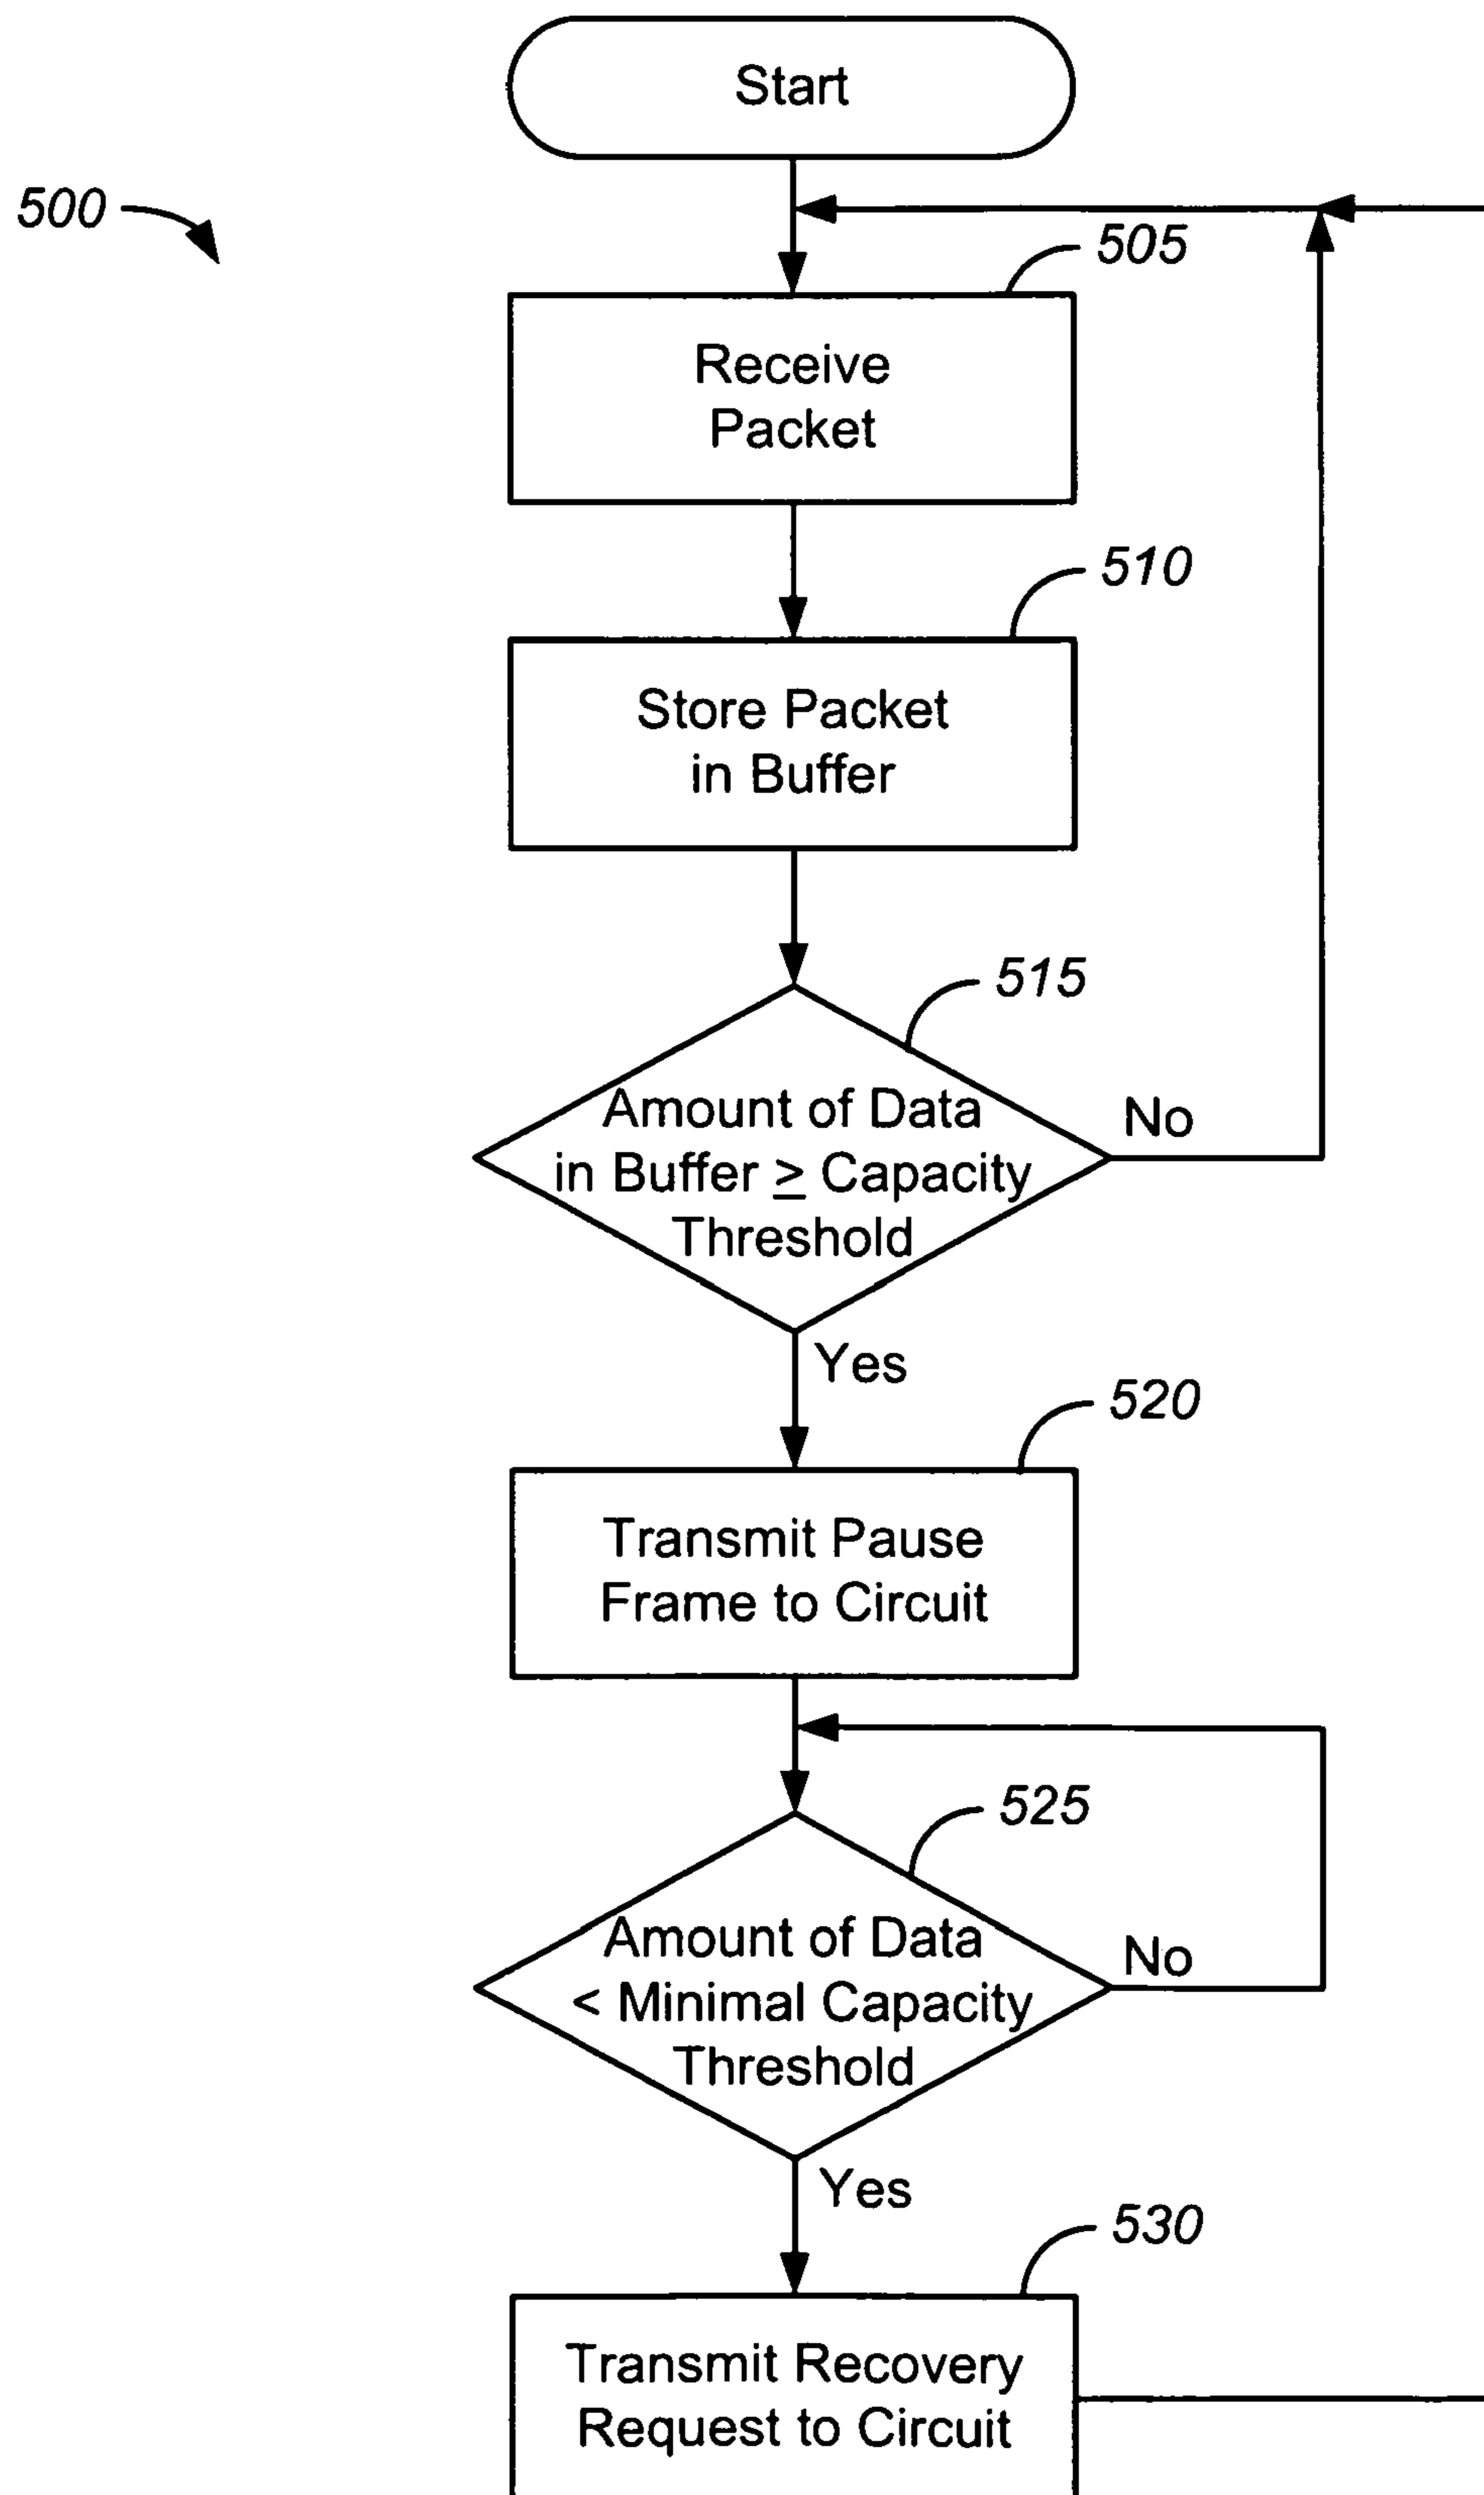 Start
500
505
Receive
Packet
510
Store Packet
in Buffer
515
Amount of Data
in Buffer ≥ Capacity
Threshold
No
Yes
520
Transmit Pause
Frame to Circuit
525
Amount of Data
< Minimal Capacity
Threshold
No
Yes
530
Transmit Recovery
Request to Circuit